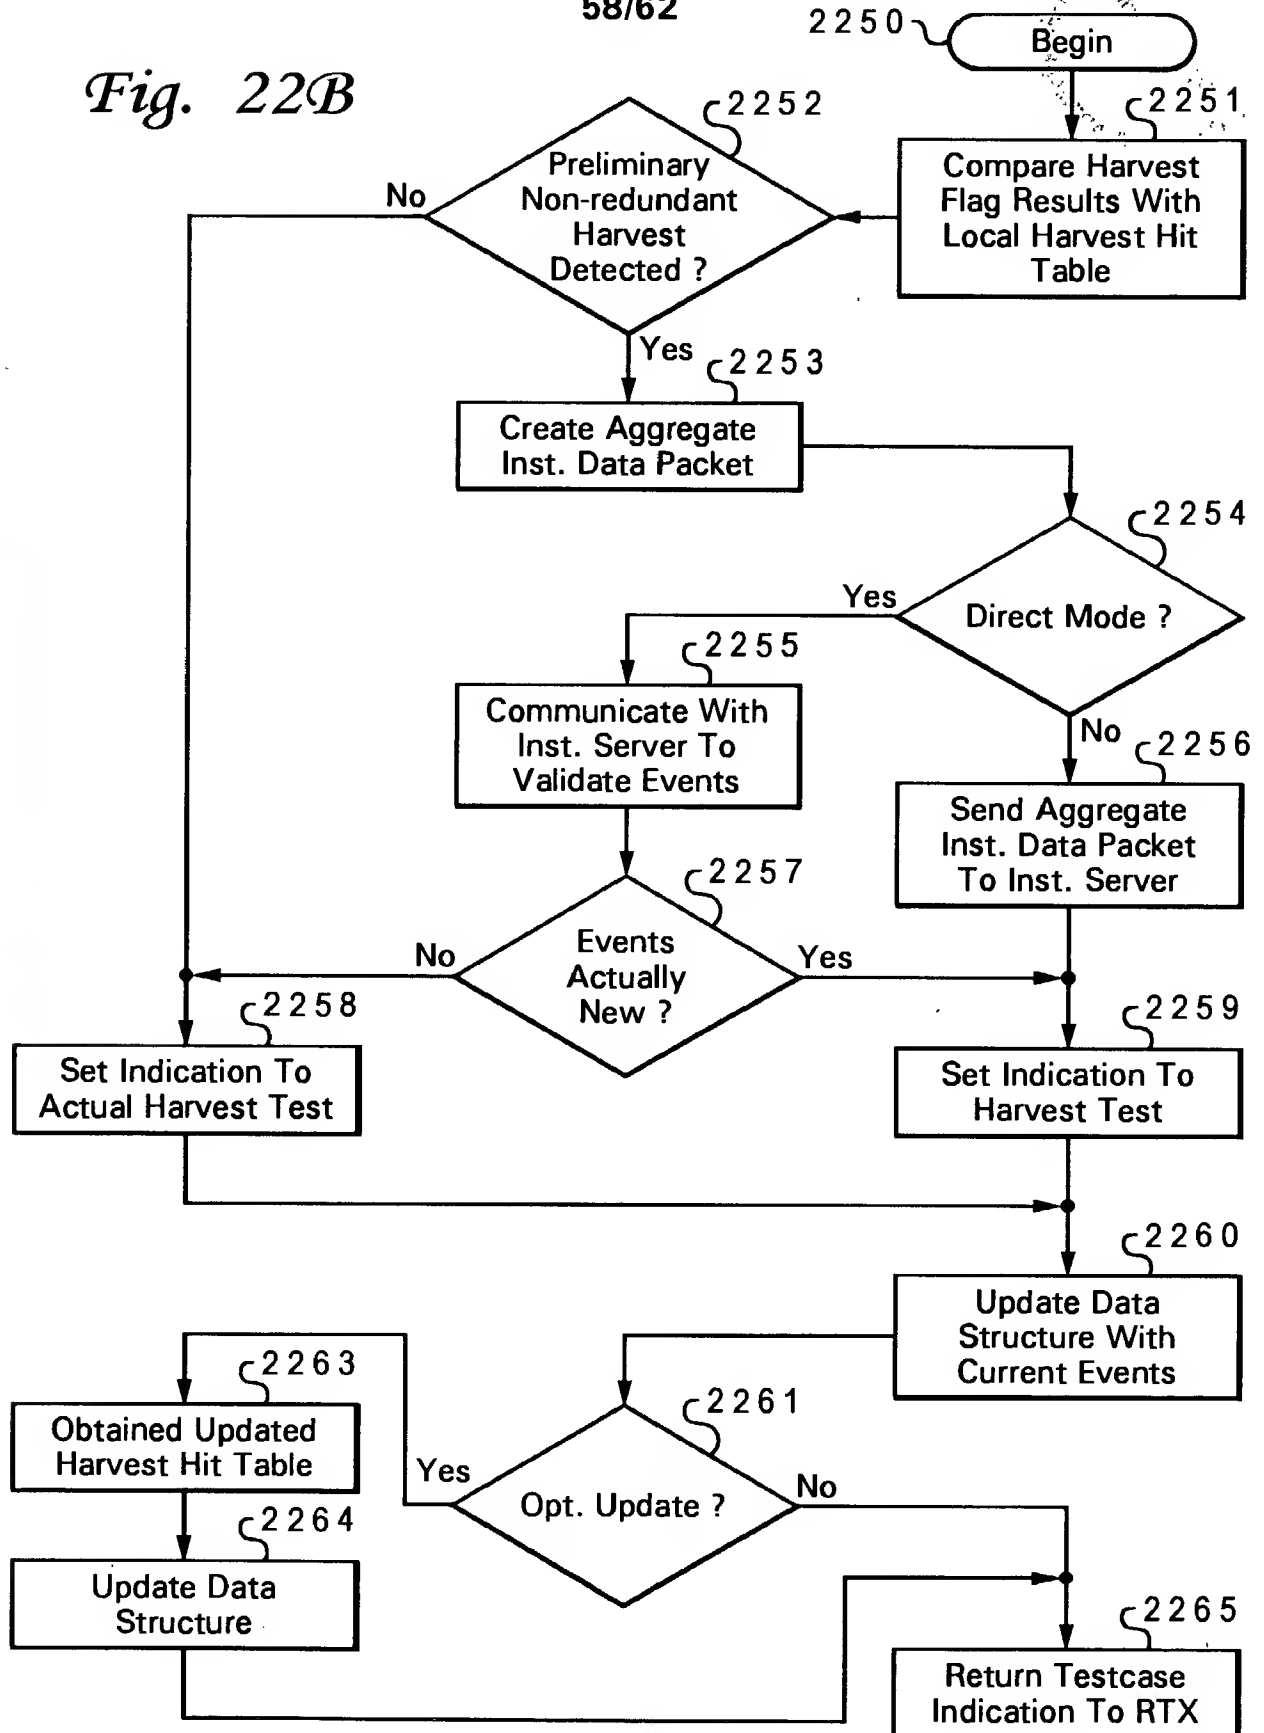 58/62
Fig. 22B
2250
Begin
2251
Compare Harvest
Flag Results With
Local Harvest Hit
Table
2252
Preliminary
Non-redundant
Harvest
Detected ?
No
Yes
2253
Create Aggregate
Inst. Data Packet
2254
Direct Mode ?
Yes
No
2255
Communicate With
Inst. Server To
Validate Events
2256
Send Aggregate
Inst. Data Packet
To Inst. Server
2257
Events
Actually
New ?
No
Yes
2258
Set Indication To
Actual Harvest Test
2259
Set Indication To
Harvest Test
2260
Update Data
Structure With
Current Events
2261
Opt. Update ?
Yes
No
2263
Obtained Updated
Harvest Hit Table
2264
Update Data
Structure
2265
Return Testcase
Indication To RTX